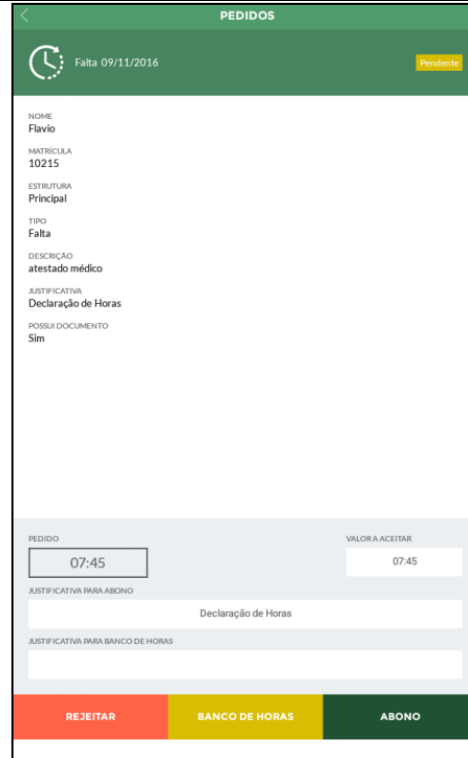 PEDIDOS
Falta 09/11/2016
Pendente
NOME
Flavio
MATRÍCULA
10215
ESTRUTURA
Principal
TIPO
Falta
DESCRIÇÃO
atestado médico
JUSTIFICATIVA
Declaração de Horas
POSSUI DOCUMENTO
Sim
PEDIDO
VALOR A ACEITAR
07:45
07:45
JUSTIFICATIVA PARA ABONO
Declaração de Horas
JUSTIFICATIVA PARA BANCO DE HORAS
REJEITAR
BANCO DE HORAS
ABONO